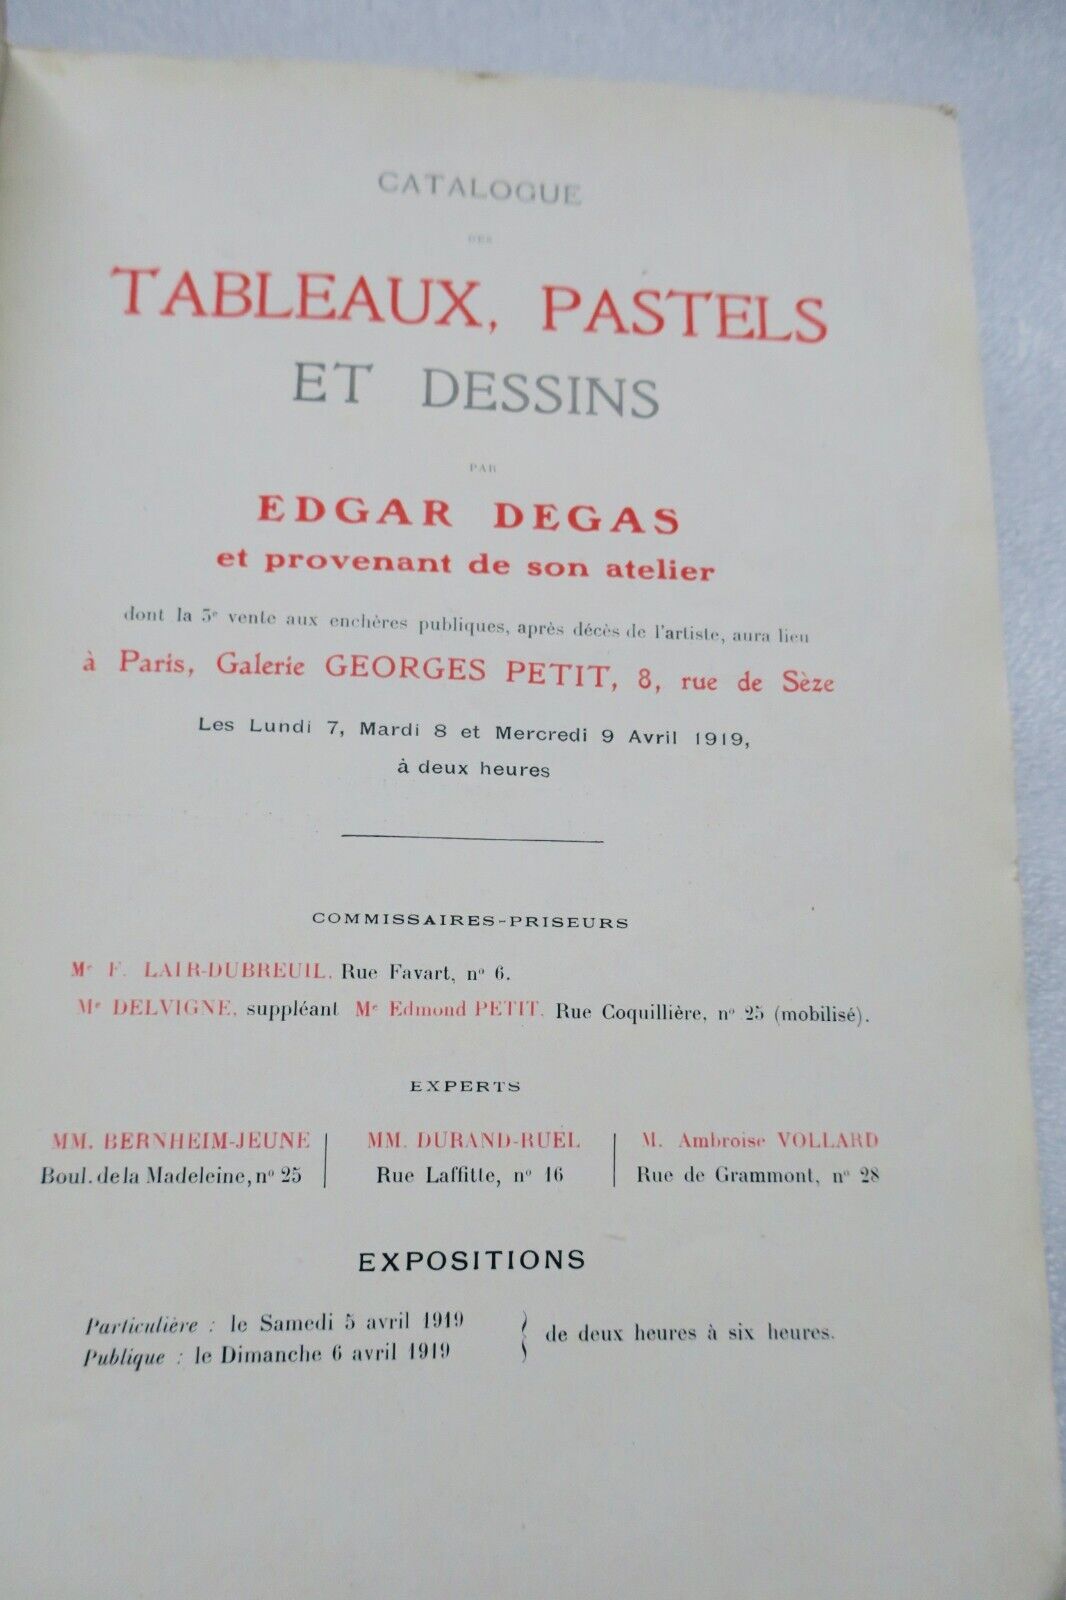 CATALOGUE
DES
TABLEAUX, PASTELS
ET DESSINS
PAR
EDGAR DEGAS
et provenant de son atelier
dont la 3e vente aux enchères publiques, après décès de l'artiste, aura lieu
à Paris, Galerie GEORGES PETIT, 8, rue de Sèze
Les Lundi 7, Mardi 8 et Mercredi 9 Avril 1919,
à deux heures
COMMISSAIRES-PRISEURS
Me F. LAIR-DUBREUIL, Rue Favart, no 6.
Me DELVIGNE, suppléant Me Edmond PETIT, Rue Coquillière, no 25 (mobilisé).
EXPERTS
MM. BERNHEIM-JEUNE MM. DURAND-RUEL M. Ambroise VOLLARD
Boul. de la Madeleine, no 25 Rue Laffitte, no 16 Rue de Grammont, no 28
EXPOSITIONS
Particulière : le Samedi 5 avril 1919
Publique : le Dimanche 6 avril 1919
de deux heures à six heures.